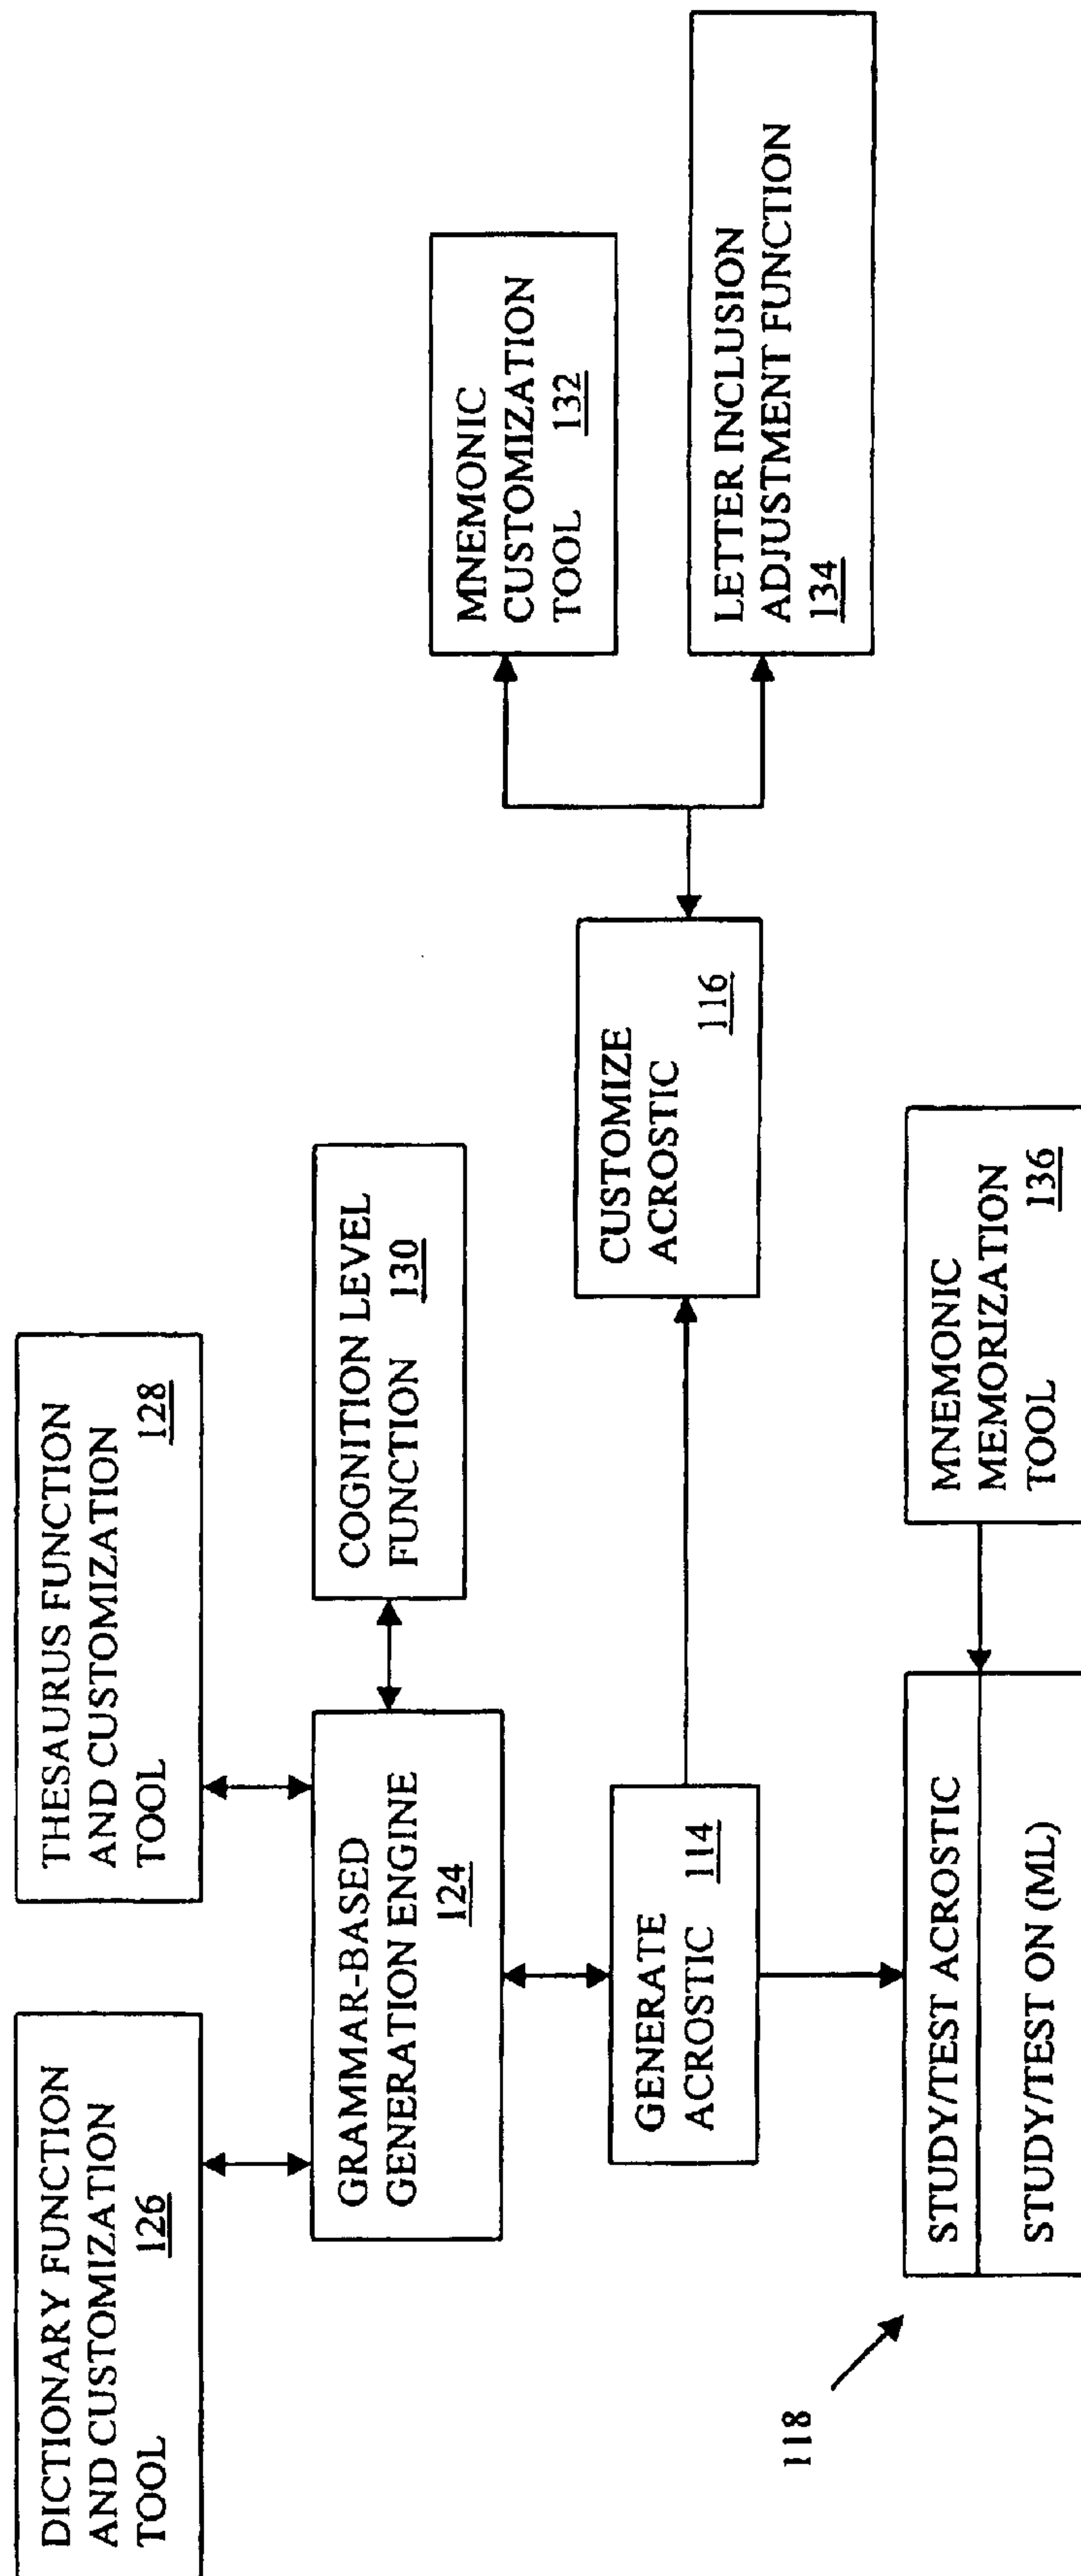 DICTIONARY FUNCTION
AND CUSTOMIZATION
TOOL 126
THESAURUS FUNCTION
AND CUSTOMIZATION
TOOL 128
GRAMMAR-BASED
GENERATION ENGINE
124
COGNITION LEVEL
FUNCTION 130
GENERATE
ACROSTIC 114
CUSTOMIZE
ACROSTIC
116
MNEMONIC
CUSTOMIZATION
TOOL 132
LETTER INCLUSION
ADJUSTMENT FUNCTION
134
118
STUDY/TEST ACROSTIC
STUDY/TEST ON (ML)
MNEMONIC
MEMORIZATION
TOOL 136